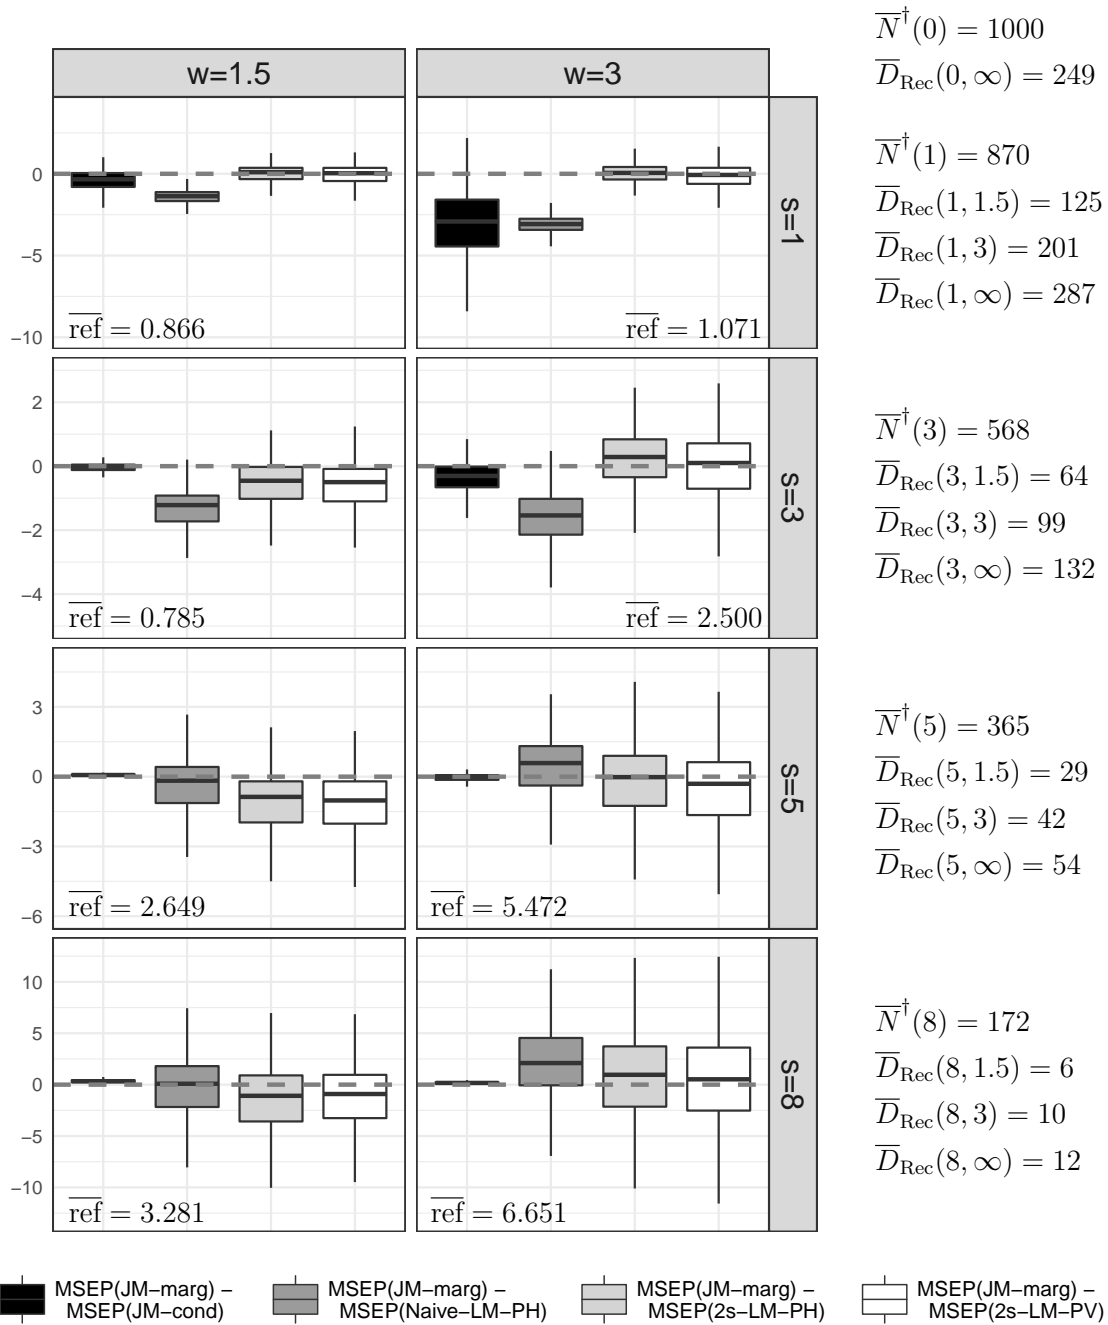 w=1.5
w=3
0
−5
−10
s=1
ref = 0.866
ref = 1.071
2
0
−2
−4
s=3
ref = 0.785
ref = 2.500
3
0
−3
−6
s=5
ref = 2.649
ref = 5.472
10
5
0
−5
−10
s=8
ref = 3.281
ref = 6.651
N̅†(0) = 1000
D̅Rec(0, ∞) = 249
N̅†(1) = 870
D̅Rec(1, 1.5) = 125
D̅Rec(1, 3) = 201
D̅Rec(1, ∞) = 287
N̅†(3) = 568
D̅Rec(3, 1.5) = 64
D̅Rec(3, 3) = 99
D̅Rec(3, ∞) = 132
N̅†(5) = 365
D̅Rec(5, 1.5) = 29
D̅Rec(5, 3) = 42
D̅Rec(5, ∞) = 54
N̅†(8) = 172
D̅Rec(8, 1.5) = 6
D̅Rec(8, 3) = 10
D̅Rec(8, ∞) = 12
MSEP(JM−marg) −
MSEP(JM−cond)
MSEP(JM−marg) −
MSEP(Naive−LM−PH)
MSEP(JM−marg) −
MSEP(2s−LM−PH)
MSEP(JM−marg) −
MSEP(2s−LM−PV)